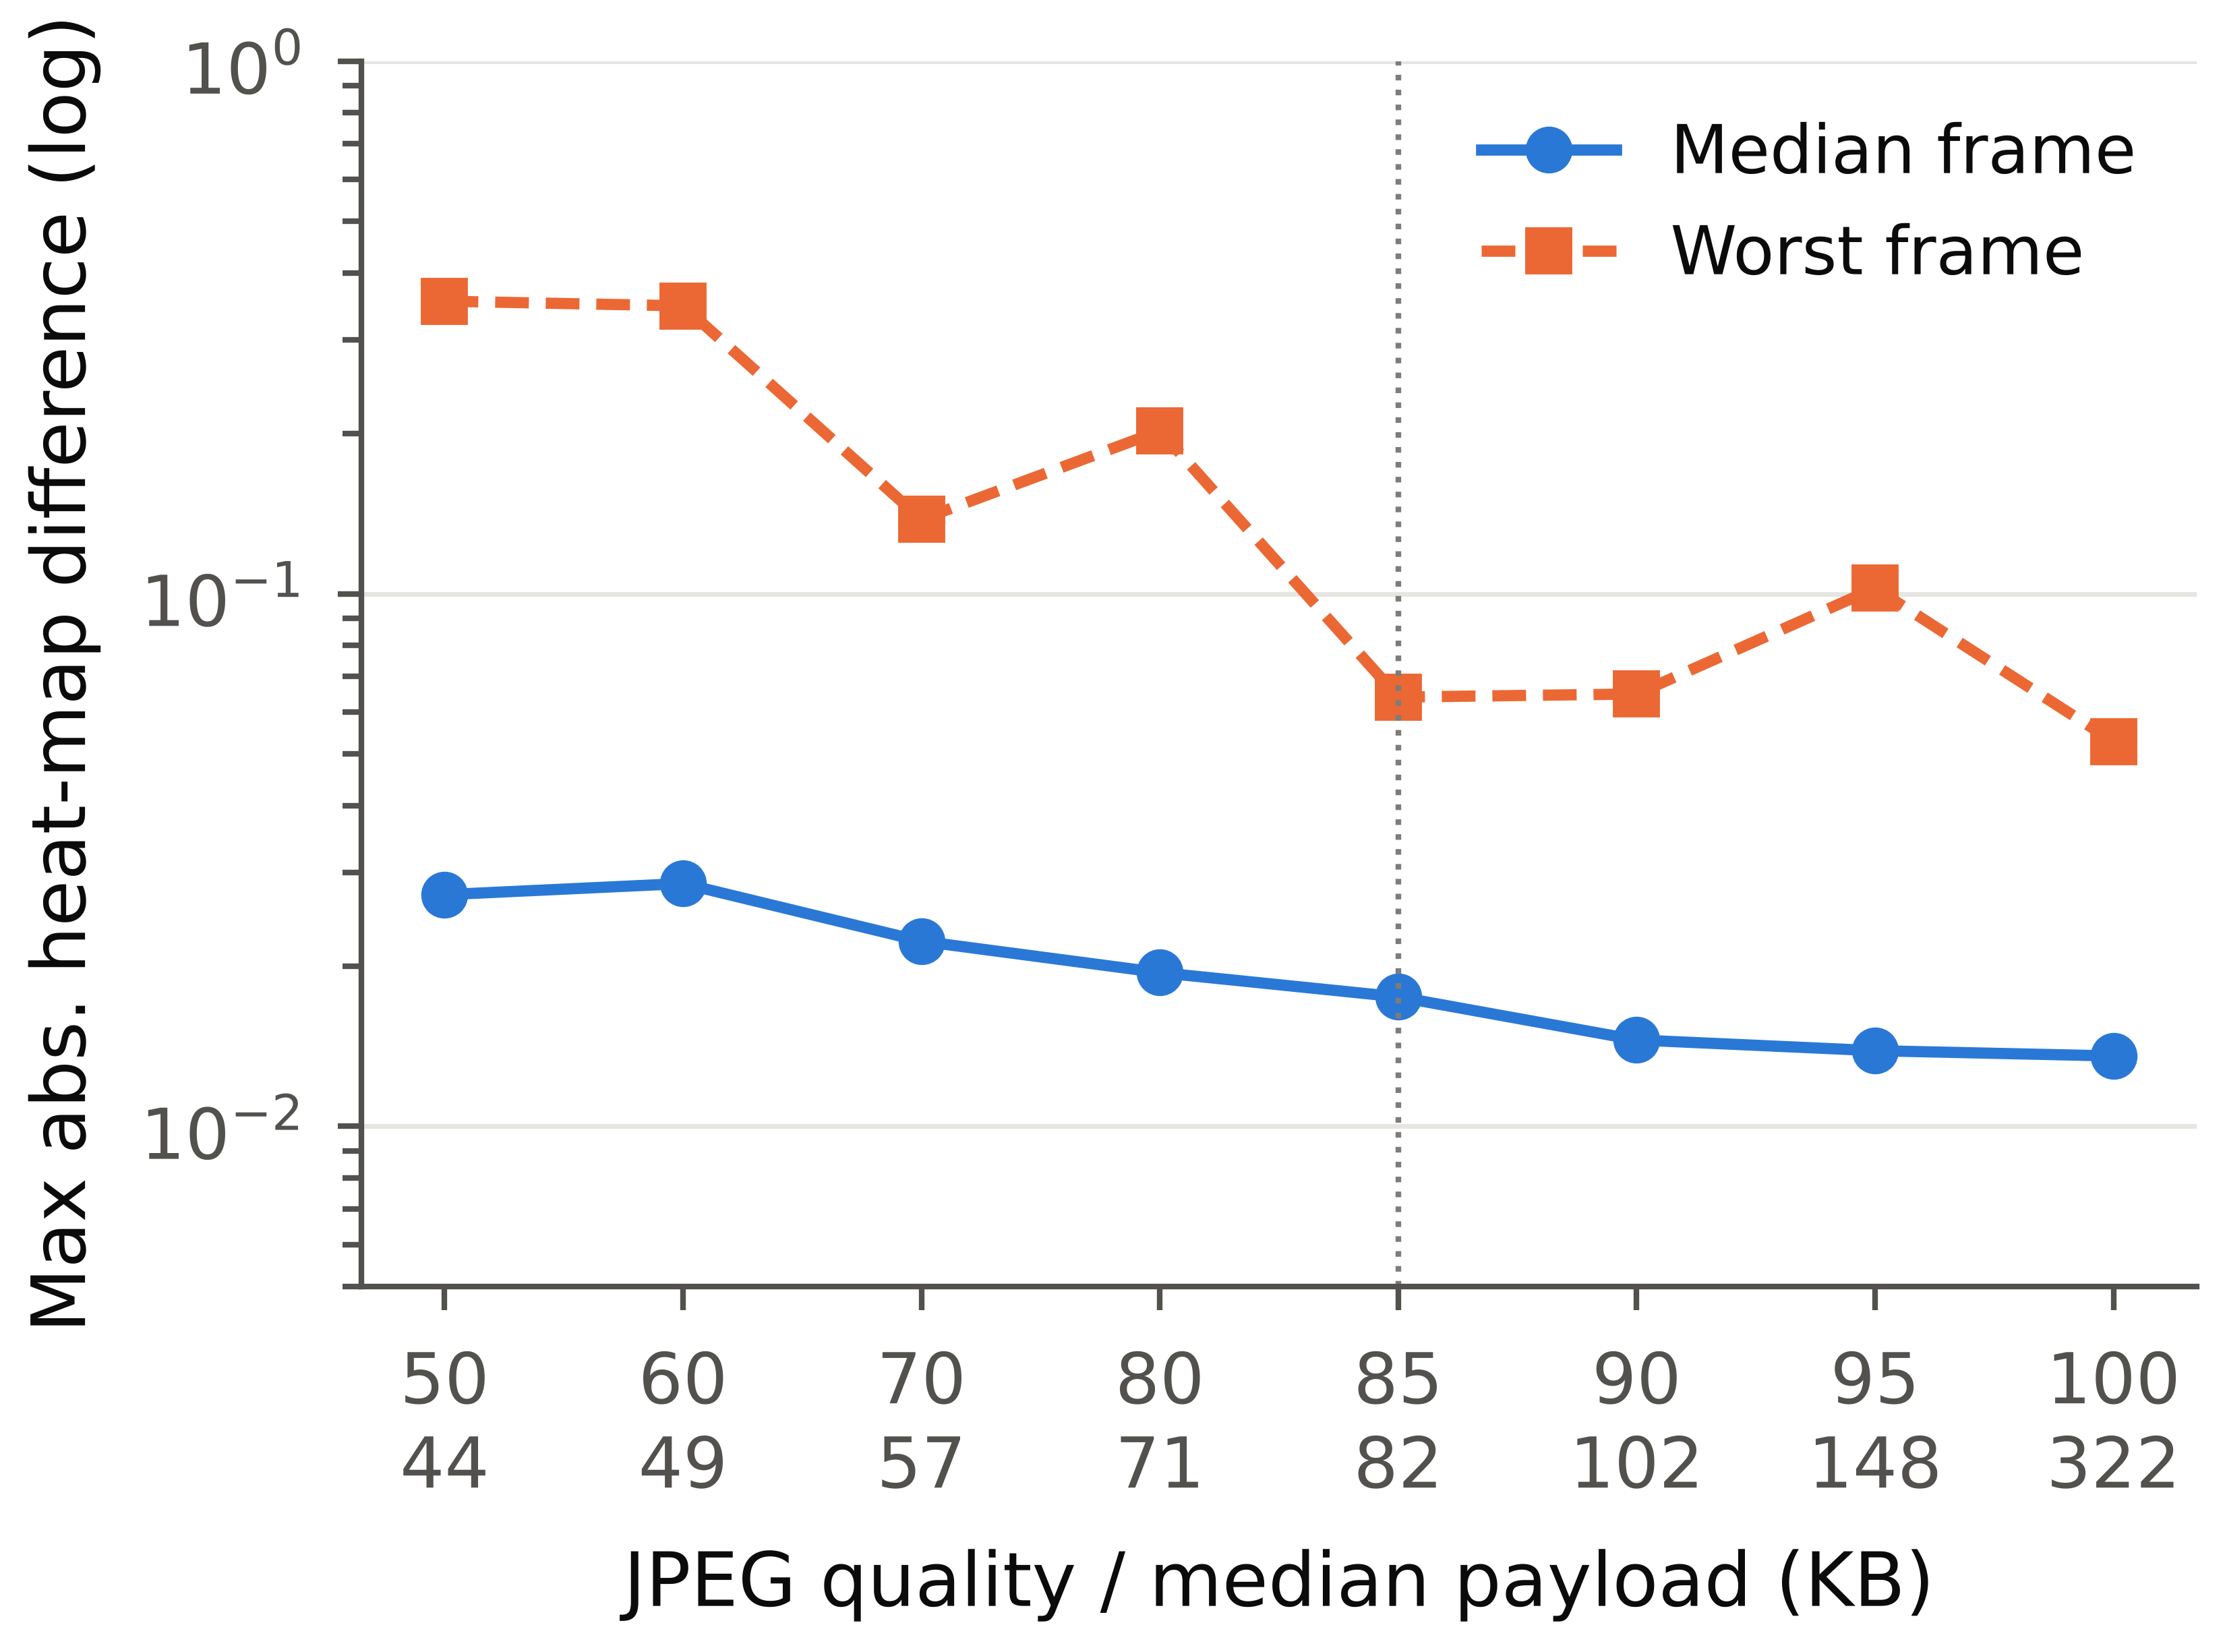 Max abs. heat-map difference (log)
10⁰
10⁻¹
10⁻²
Median frame
Worst frame
50 60 70 80 85 90 95 100
44 49 57 71 82 102 148 322
JPEG quality / median payload (KB)